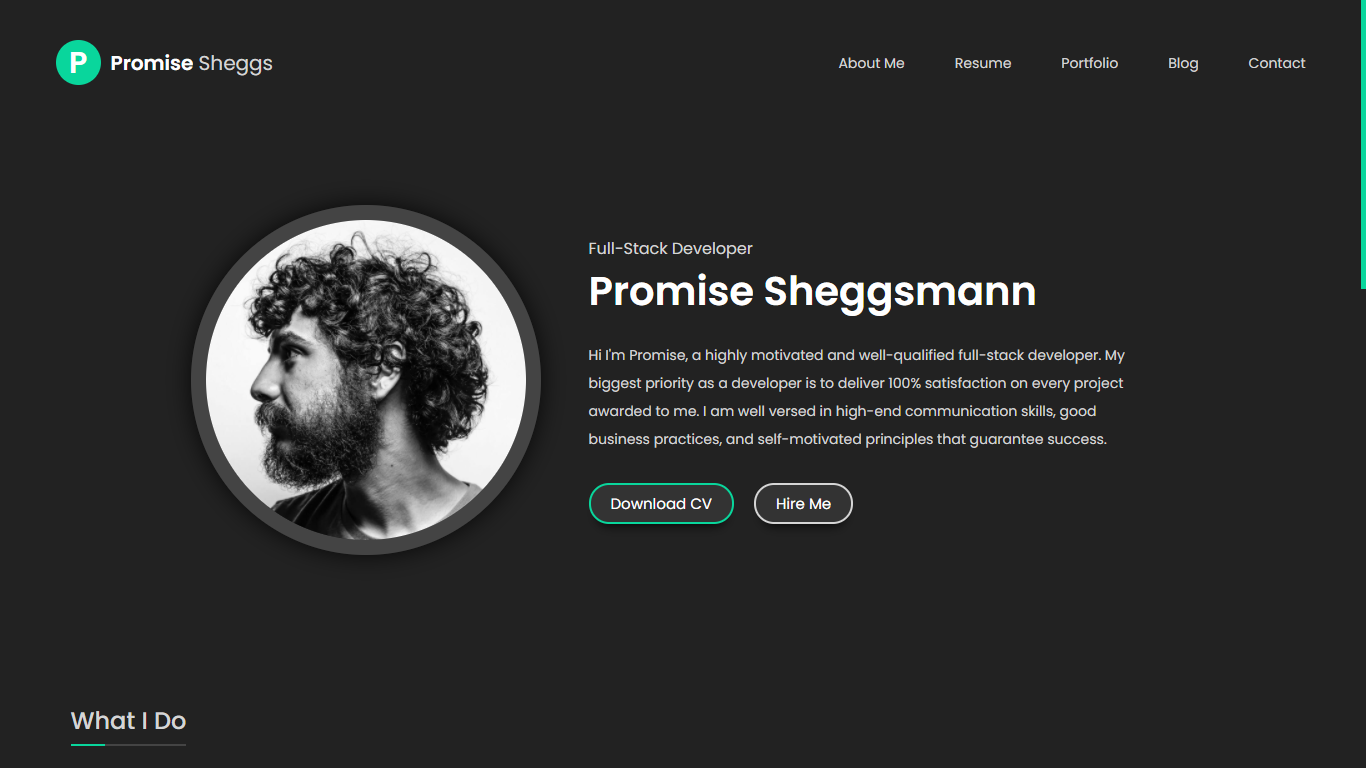 P Promise Sheggs
About Me Resume Portfolio Blog Contact
Full-Stack Developer
Promise Sheggsmann
Hi I'm Promise, a highly motivated and well-qualified full-stack developer. My
biggest priority as a developer is to deliver 100% satisfaction on every project
awarded to me. I am well versed in high-end communication skills, good
business practices, and self-motivated principles that guarantee success.
Download CV Hire Me
What I Do